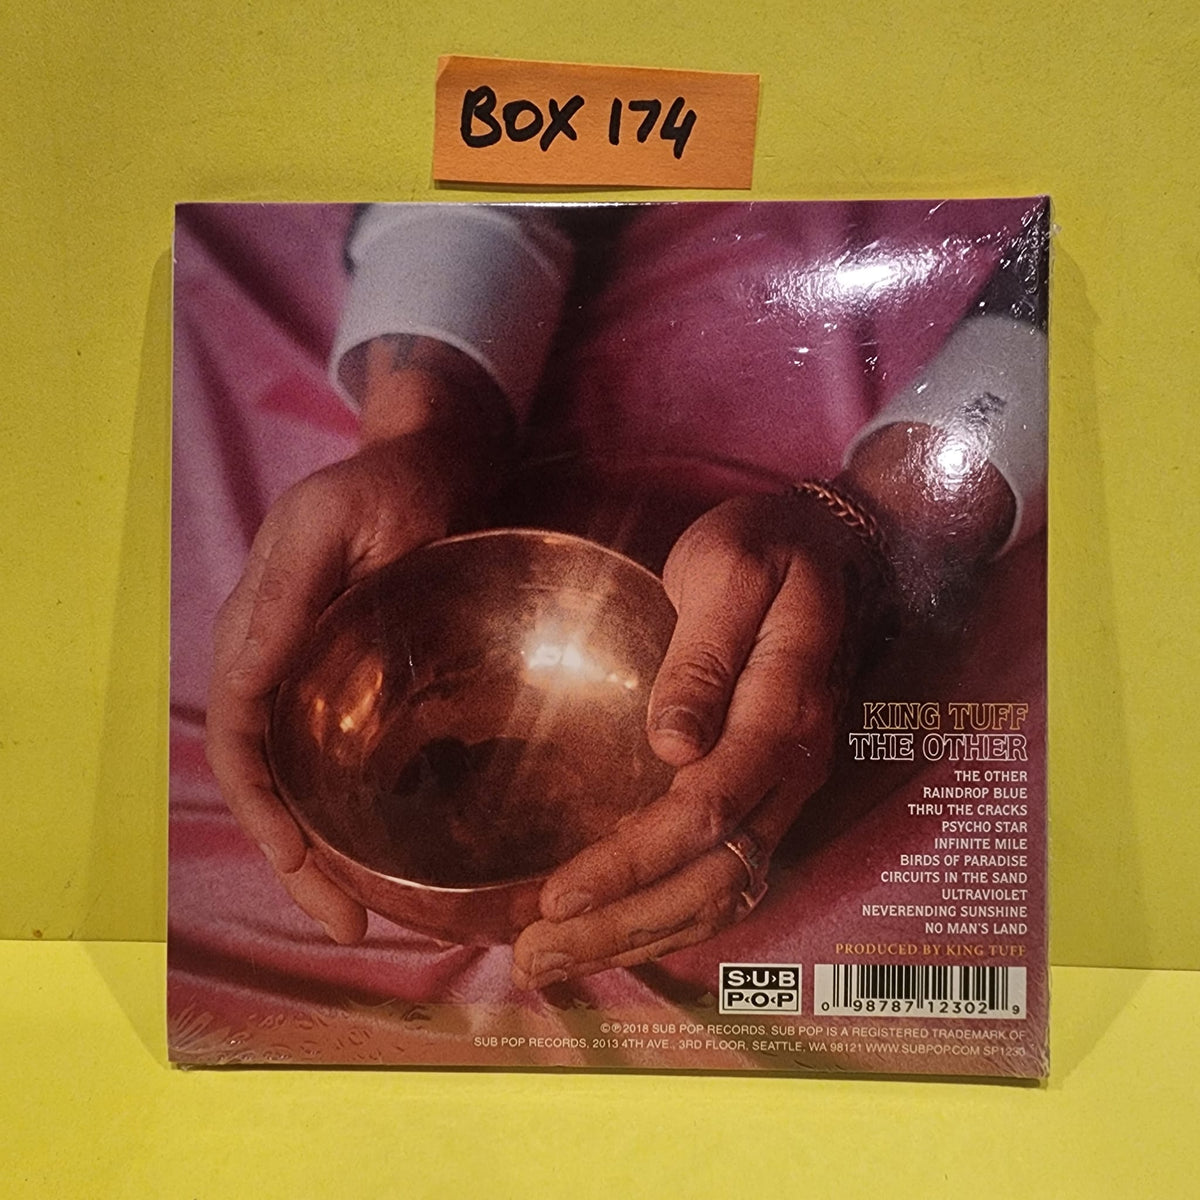 BOX 174
KING TUFF
THE OTHER
THE OTHER
RAINDROP BLUE
THRU THE CRACKS
PSYCHO STAR
INFINITE MILE
BIRDS OF PARADISE
CIRCUITS IN THE SAND
ULTRAVIOLET
NEVERENDING SUNSHINE
NO MAN'S LAND
PRODUCED BY KING TUFF
S›U›B
P‹O‹P
0 98787 12302 9
©℗2018 SUB POP RECORDS. SUB POP IS A REGISTERED TRADEMARK OF
SUB POP RECORDS, 2013 4TH AVE., 3RD FLOOR, SEATTLE, WA 98121 WWW.SUBPOP.COM SP1230